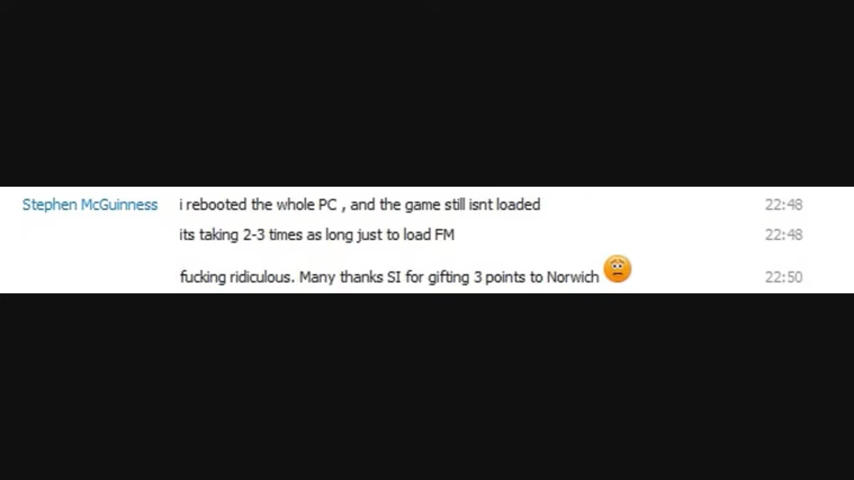 Stephen McGuinness i rebooted the whole PC , and the game still isnt loaded 22:48
its taking 2-3 times as long just to load FM 22:48
fucking ridiculous. Many thanks SI for gifting 3 points to Norwich 22:50